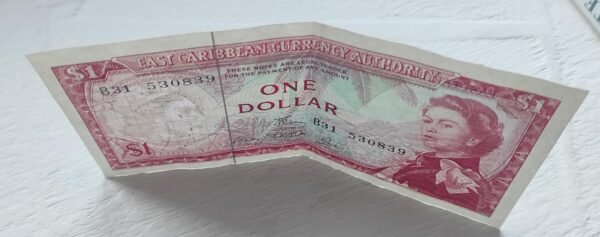 EAST CARIBBEAN CURRENCY AUTHORITY
$1
$1
THESE NOTES ARE LEGAL TENDER
FOR THE PAYMENT OF ANY AMOUNT
B31 530839
ONE
DOLLAR
B31 530839
$1